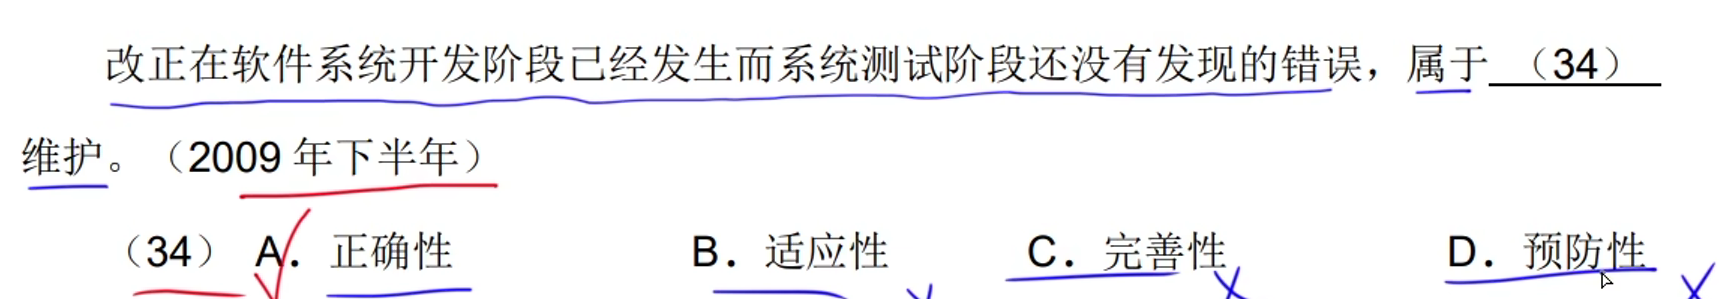 改正在软件系统开发阶段已经发生而系统测试阶段还没有发现的错误，属于 （34）
维护。（2009 年下半年）
（34） A． 正确性 B．适应性 C．完善性 D．预防性